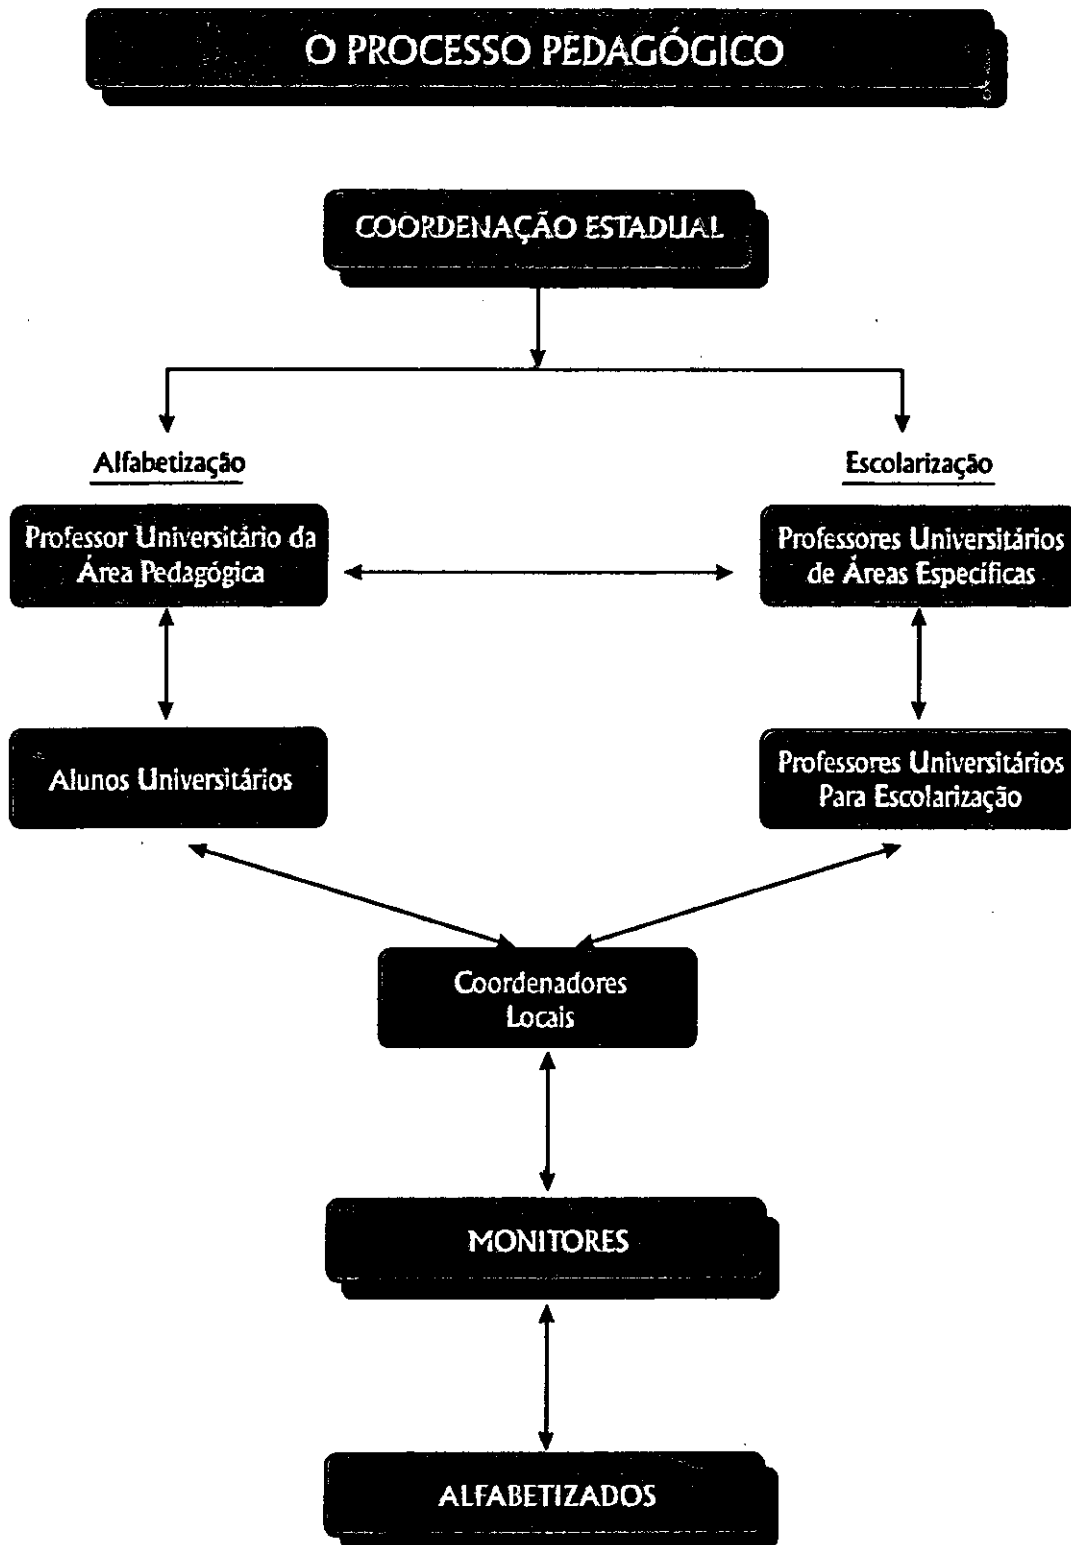 O PROCESSO PEDAGÓGICO
COORDENAÇÃO ESTADUAL
Alfabetização
Escolarização
Professor Universitário da
Área Pedagógica
Professores Universitários
de Áreas Específicas
Alunos Universitários
Professores Universitários
Para Escolarização
Coordenadores
Locais
MONITORES
ALFABETIZADOS